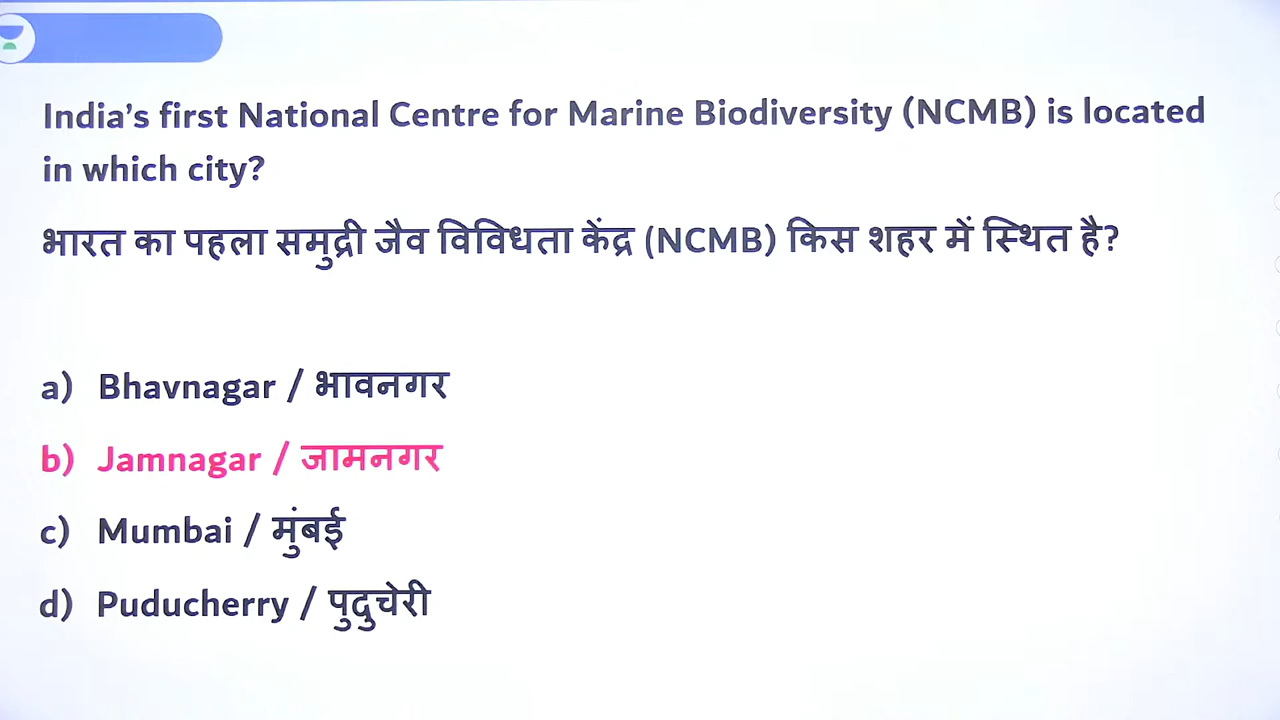 India's first National Centre for Marine Biodiversity (NCMB) is located
in which city?
भारत का पहला समुद्री जैव विविधता केंद्र (NCMB) किस शहर में स्थित है?
a) Bhavnagar / भावनगर
b) Jamnagar / जामनगर
c) Mumbai / मुंबई
d) Puducherry / पुदुचेरी